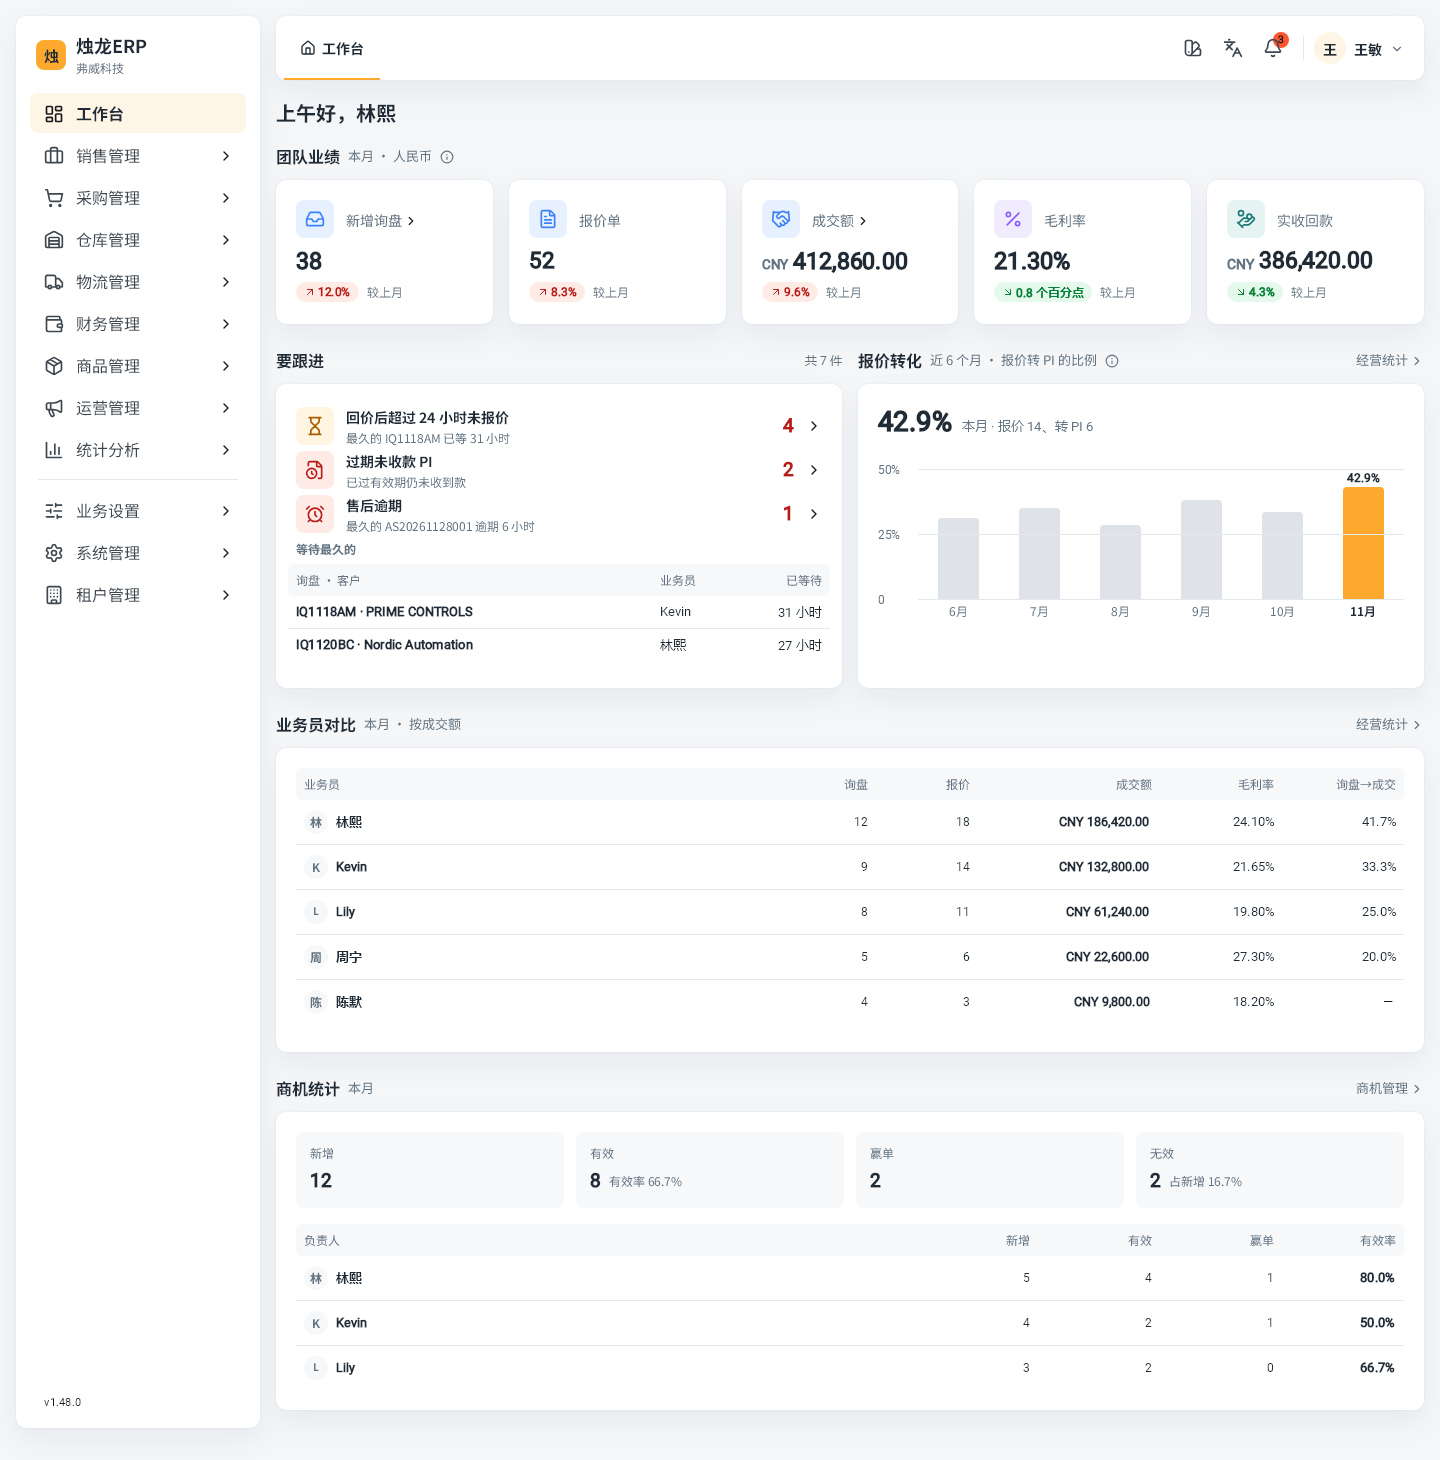 烛
烛龙ERP
弗威科技
工作台
销售管理
采购管理
仓库管理
物流管理
财务管理
商品管理
运营管理
统计分析
业务设置
系统管理
租户管理
v1.48.0
工作台
3
王
王敏
上午好，林熙
团队业绩 本月 · 人民币
新增询盘
38
12.0% 较上月
报价单
52
8.3% 较上月
成交额
CNY 412,860.00
9.6% 较上月
毛利率
21.30%
0.8 个百分点 较上月
实收回款
CNY 386,420.00
4.3% 较上月
要跟进 共 7 件
回价后超过 24 小时未报价
最久的 IQ1118AM 已等 31 小时
4
过期未收款 PI
已过有效期仍未收到款
2
售后逾期
最久的 AS20261128001 逾期 6 小时
1
等待最久的
询盘 · 客户 业务员 已等待
IQ1118AM · PRIME CONTROLS Kevin 31 小时
IQ1120BC · Nordic Automation 林熙 27 小时
报价转化 近 6 个月 · 报价转 PI 的比例 经营统计
42.9% 本月 · 报价 14、转 PI 6
50%
42.9%
25%
0
6月 7月 8月 9月 10月 11月
业务员对比 本月 · 按成交额 经营统计
业务员 询盘 报价 成交额 毛利率 询盘→成交
林 林熙 12 18 CNY 186,420.00 24.10% 41.7%
K Kevin 9 14 CNY 132,800.00 21.65% 33.3%
L Lily 8 11 CNY 61,240.00 19.80% 25.0%
周 周宁 5 6 CNY 22,600.00 27.30% 20.0%
陈 陈默 4 3 CNY 9,800.00 18.20% —
商机统计 本月 商机管理
新增
12
有效
8 有效率 66.7%
赢单
2
无效
2 占新增 16.7%
负责人 新增 有效 赢单 有效率
林 林熙 5 4 1 80.0%
K Kevin 4 2 1 50.0%
L Lily 3 2 0 66.7%